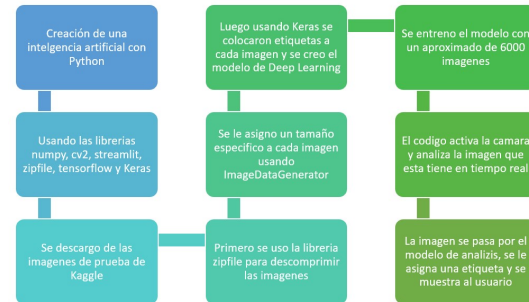 Creación de una
intelgencia artificial con
Python
Usando las librerias
numpy, cv2, streamlit,
zipfile, tensorflow y Keras
Se descargo de las
imagenes de prueba de
Kaggle
Primero se uso la libreria
zipfile para descomprimir
las imagenes
Se le asigno un tamaño
especifico a cada imagen
usando
ImageDataGenerator
Luego usando Keras se
colocaron etiquetas a
cada imagen y se creo el
modelo de Deep Learning
Se entreno el modelo con
un aproximado de 6000
imagenes
El codigo activa la camara
y analiza la imagen que
esta tiene en tiempo real
La imagen se pasa por el
modelo de analizis, se le
asigna una etiqueta y se
muestra al usuario